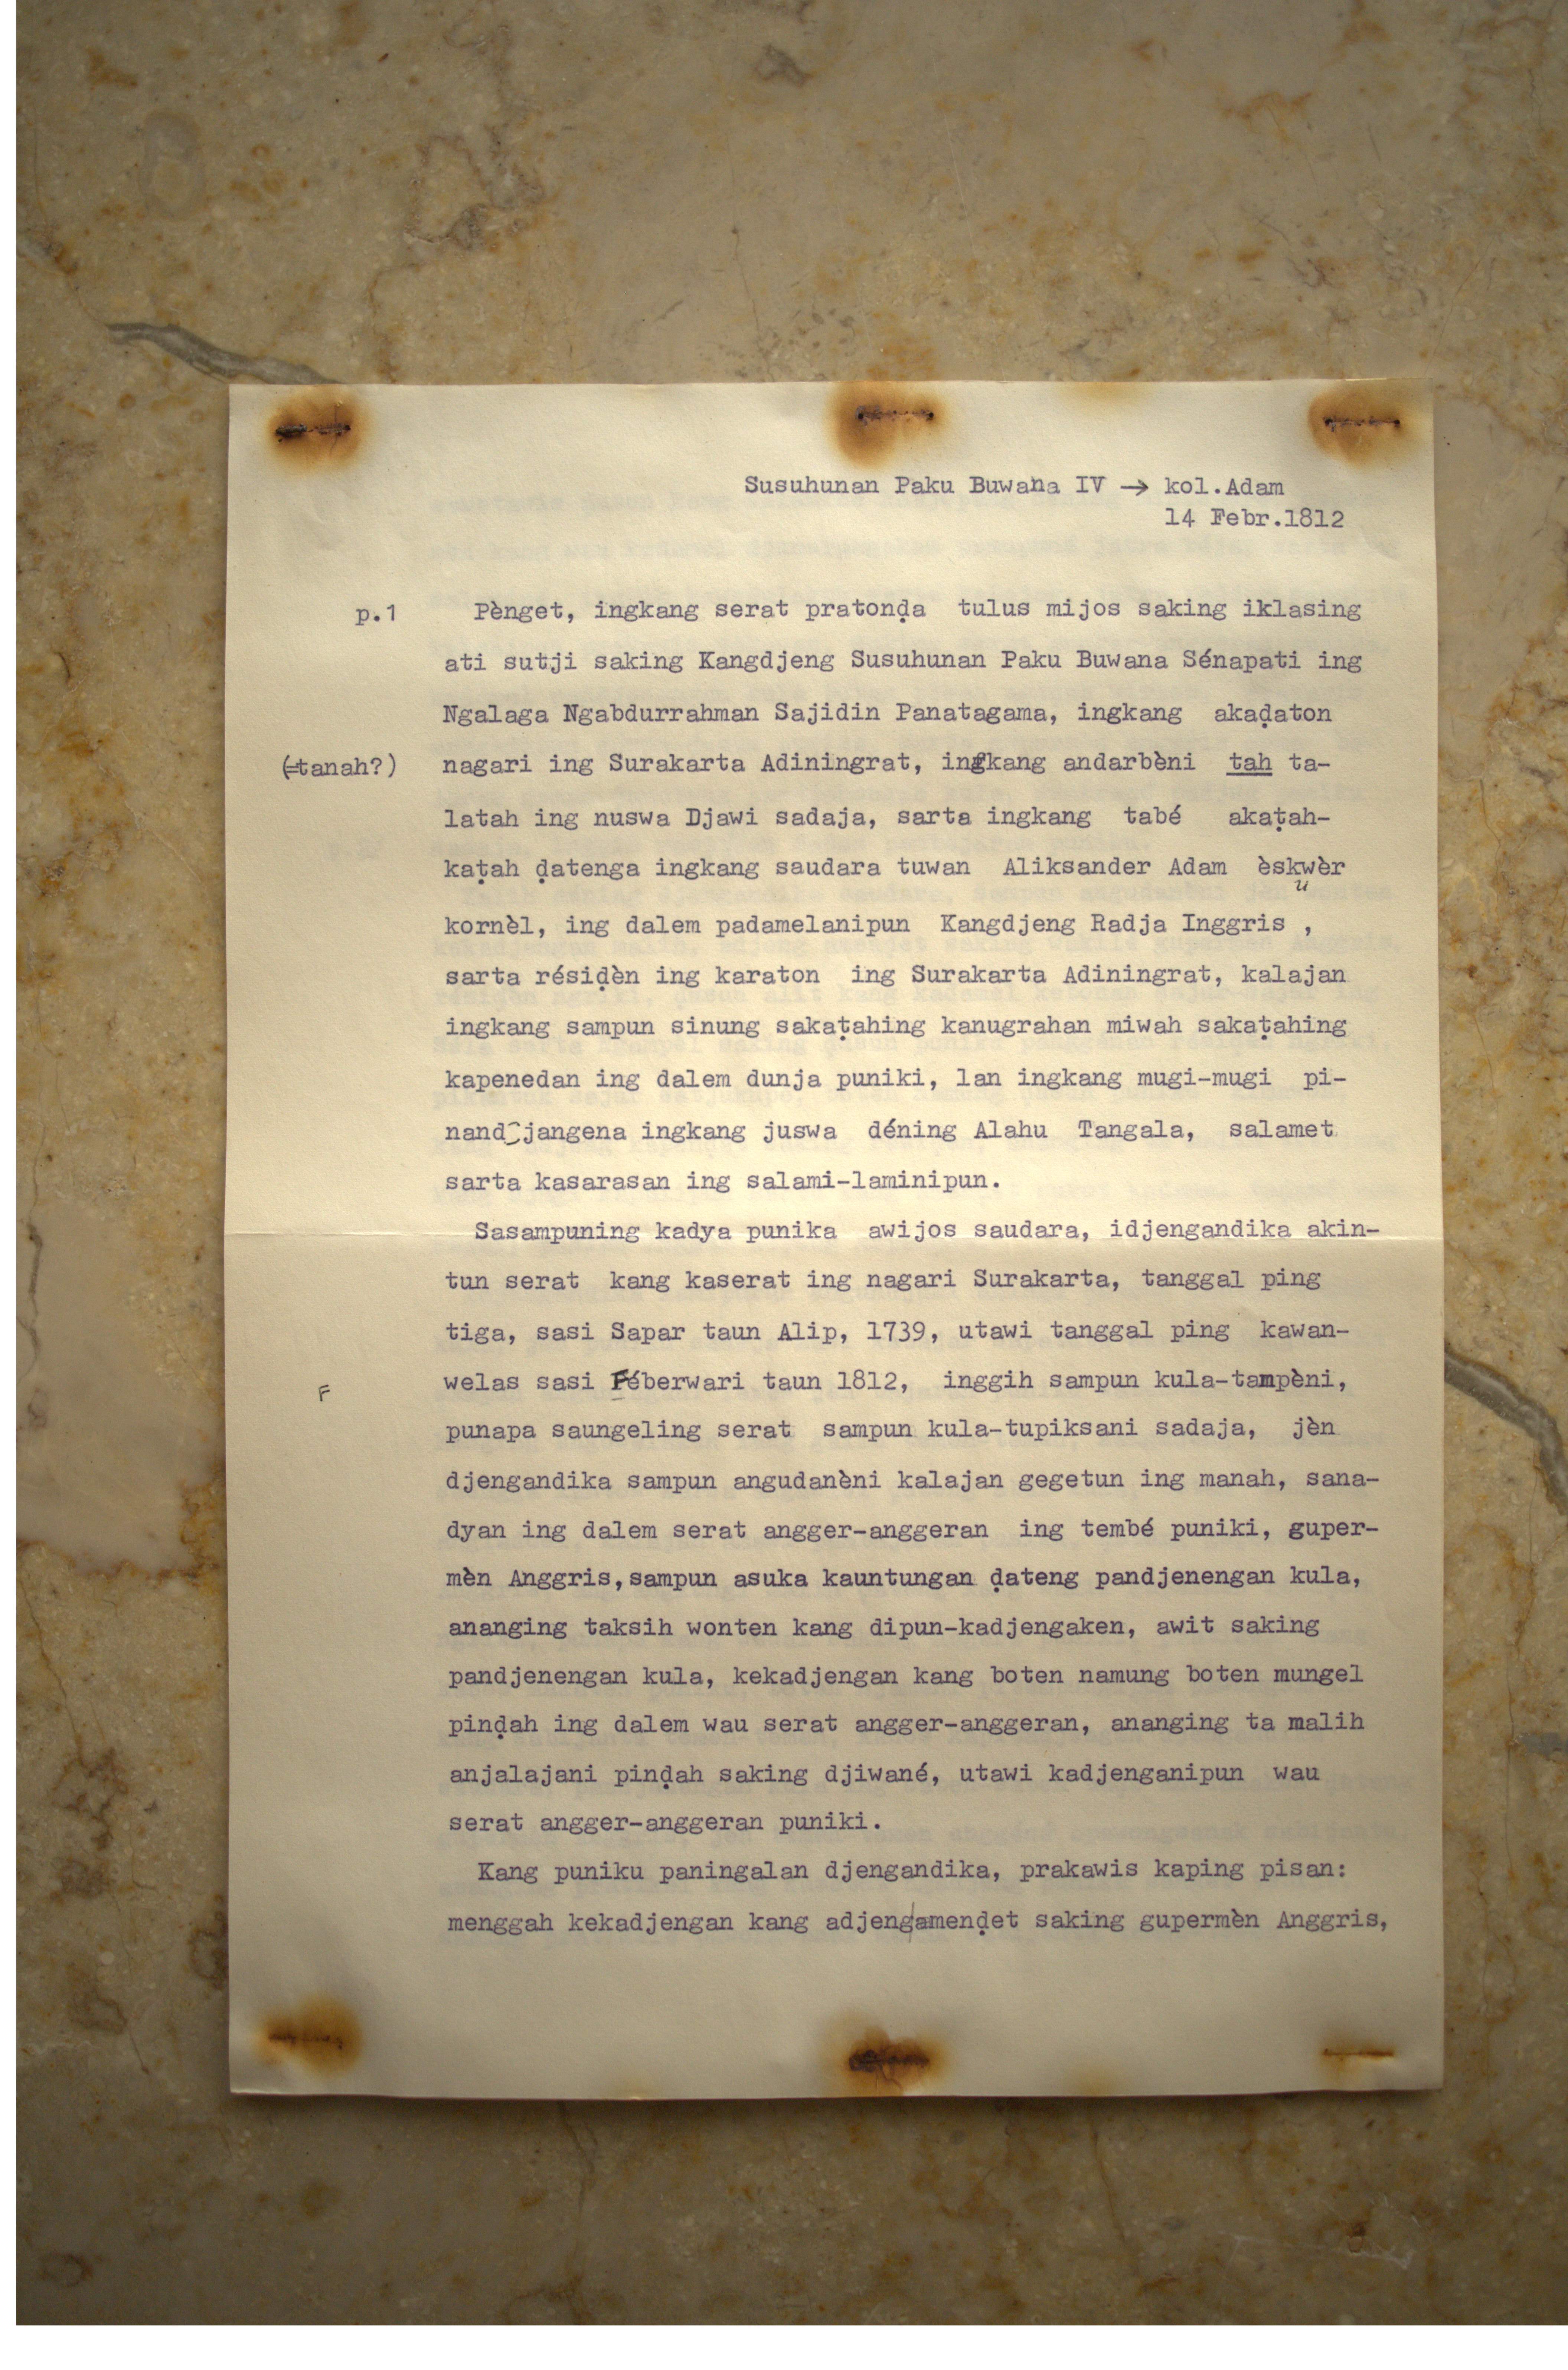 Susuhunan Paku Buwana IV → kol.Adam
14 Febr.1812
p.1 Pènget, ingkang serat pratonḍa tulus mijos saking iklasing
ati sutji saking Kangdjeng Susuhunan Paku Buwana Sénapati ing
Ngalaga Ngabdurrahman Sajidin Panatagama, ingkang akaḍaton
(=tanah?) nagari ing Surakarta Adiningrat, ingkang andarbèni tah ta-
latah ing nuswa Djawi sadaja, sarta ingkang tabé akaṭah-
kaṭah ḍatenga ingkang saudara tuwan Aliksander Adam èskwèr
u
kornèl, ing dalem padamelanipun Kangdjeng Radja Inggris ,
sarta résiḍèn ing karaton ing Surakarta Adiningrat, kalajan
ingkang sampun sinung sakaṭahing kanugrahan miwah sakaṭahing
kapenedan ing dalem dunja puniki, lan ingkang mugi-mugi pi-
nand jangena ingkang juswa déning Alahu Tangala, salamet
sarta kasarasan ing salami-laminipun.
Sasampuning kadya punika awijos saudara, idjengandika akin-
tun serat kang kaserat ing nagari Surakarta, tanggal ping
tiga, sasi Sapar taun Alip, 1739, utawi tanggal ping kawan-
F welas sasi Féberwari taun 1812, inggih sampun kula-tampèni,
punapa saungeling serat sampun kula-tupiksani sadaja, jèn
djengandika sampun angudanèni kalajan gegetun ing manah, sana-
dyan ing dalem serat angger-anggeran ing tembé puniki, guper-
mèn Anggris,sampun asuka kauntungan ḍateng pandjenengan kula,
ananging taksih wonten kang dipun-kadjengaken, awit saking
pandjenengan kula, kekadjengan kang boten namung boten mungel
pinḍah ing dalem wau serat angger-anggeran, ananging ta malih
anjalajani pinḍah saking djiwané, utawi kadjenganipun wau
serat angger-anggeran puniki.
Kang puniku paningalan djengandika, prakawis kaping pisan:
menggah kekadjengan kang adjeng/amenḍet saking gupermèn Anggris,